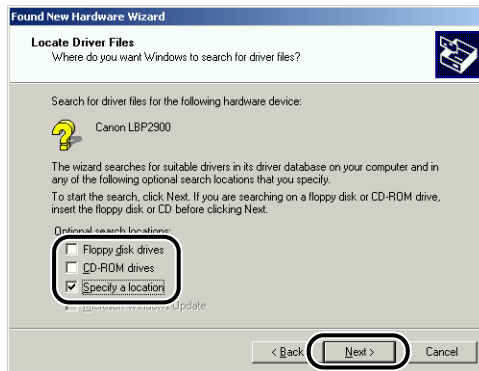 Found New Hardware Wizard
Locate Driver Files
Where do you want Windows to search for driver files?
Search for driver files for the following hardware device:
Canon LBP2900
The wizard searches for suitable drivers in its driver database on your computer and in
any of the following optional search locations that you specify.
To start the search, click Next. If you are searching on a floppy disk or CD-ROM drive,
insert the floppy disk or CD before clicking Next.
Optional search locations:
Floppy disk drives
CD-ROM drives
Specify a location
Microsoft Windows Update
< Back
Next >
Cancel